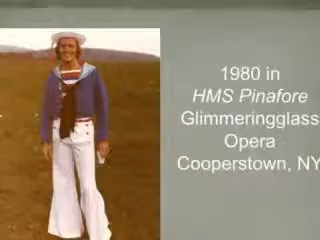 1980 in
HMS Pinafore
Glimmeringglass
Opera
Cooperstown, NY